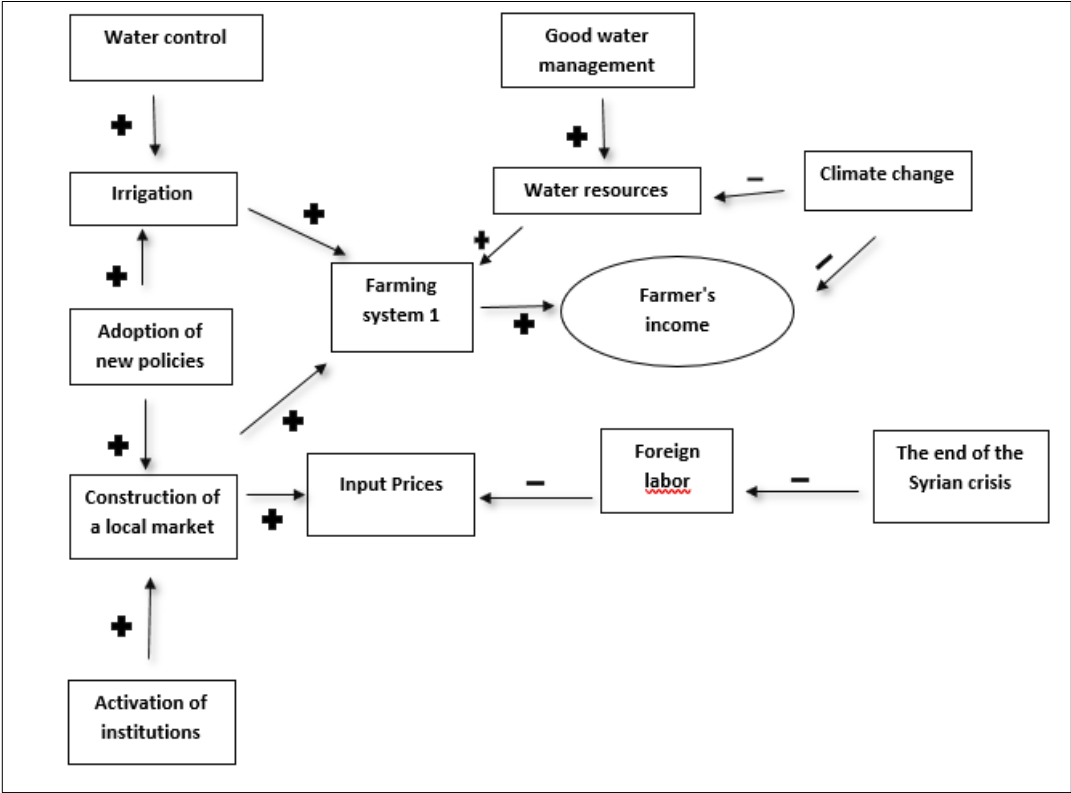 Water control
Good water
management
Irrigation
Water resources
Climate change
Farming
system 1
Farmer's
income
Adoption of
new policies
Construction of
a local market
Input Prices
Foreign
labor
The end of the
Syrian crisis
Activation of
institutions